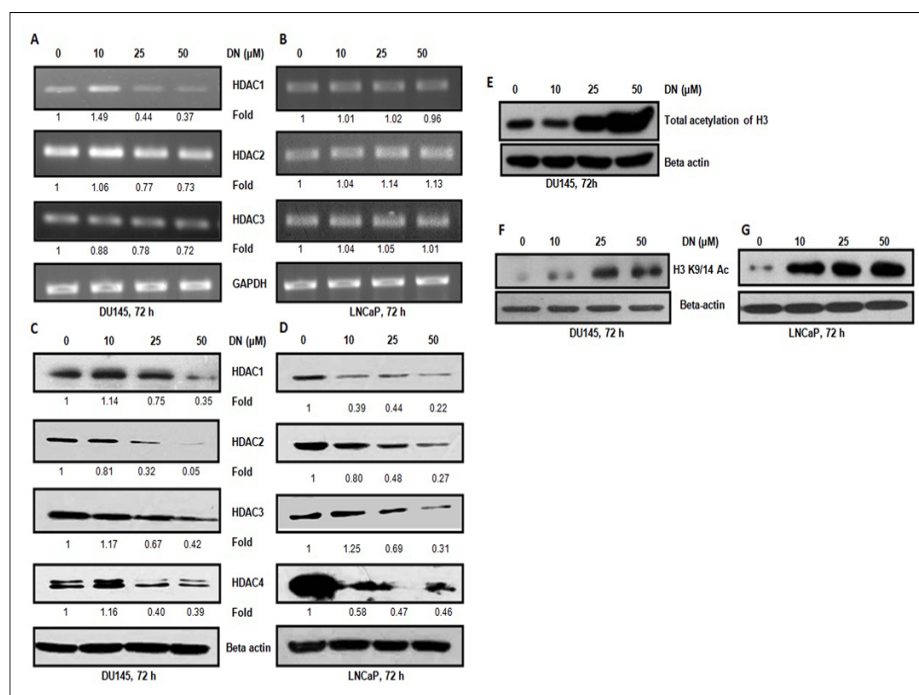 A
B
0 10 25 50 DN (µM) 0 10 25 50
HDAC1
1 1.49 .44 0.37 Fold 1 1.01 1.02 0.96
HDAC2
1 1.06 0.77 0.73 Fold 1 1.04 1.14 1.13
HDAC3
1 0.88 0.78 0.72 Fold 1 1.04 1.05 1.01
GAPDH
DU145, 72 h
LNCaP, 72 h
C
D
0 10 25 50 DN (µM) 0 10 25 50
HDAC1
1 1.14 0.75 0.35 Fold 1 0.39 0.44 0.22
HDAC2
1 0.81 0.32 0.05 Fold 1 0.80 0.48 0.27
HDAC3
1 1.17 0.67 0.42 Fold 1 1.25 0.69 0.31
HDAC4
1 1.16 0.40 0.39 Fold 1 0.58 0.47 0.46
Beta actin
DU145, 72 h
LNCaP, 72 h
E
0 10 25 50 DN (µM)
Total acetylation of H3
Beta actin
DU145, 72h
F
G
0 10 25 50 DN (µM) 0 10 25 50
H3 K9/14 Ac
Beta-actin
DU145, 72 h
LNCaP, 72 h